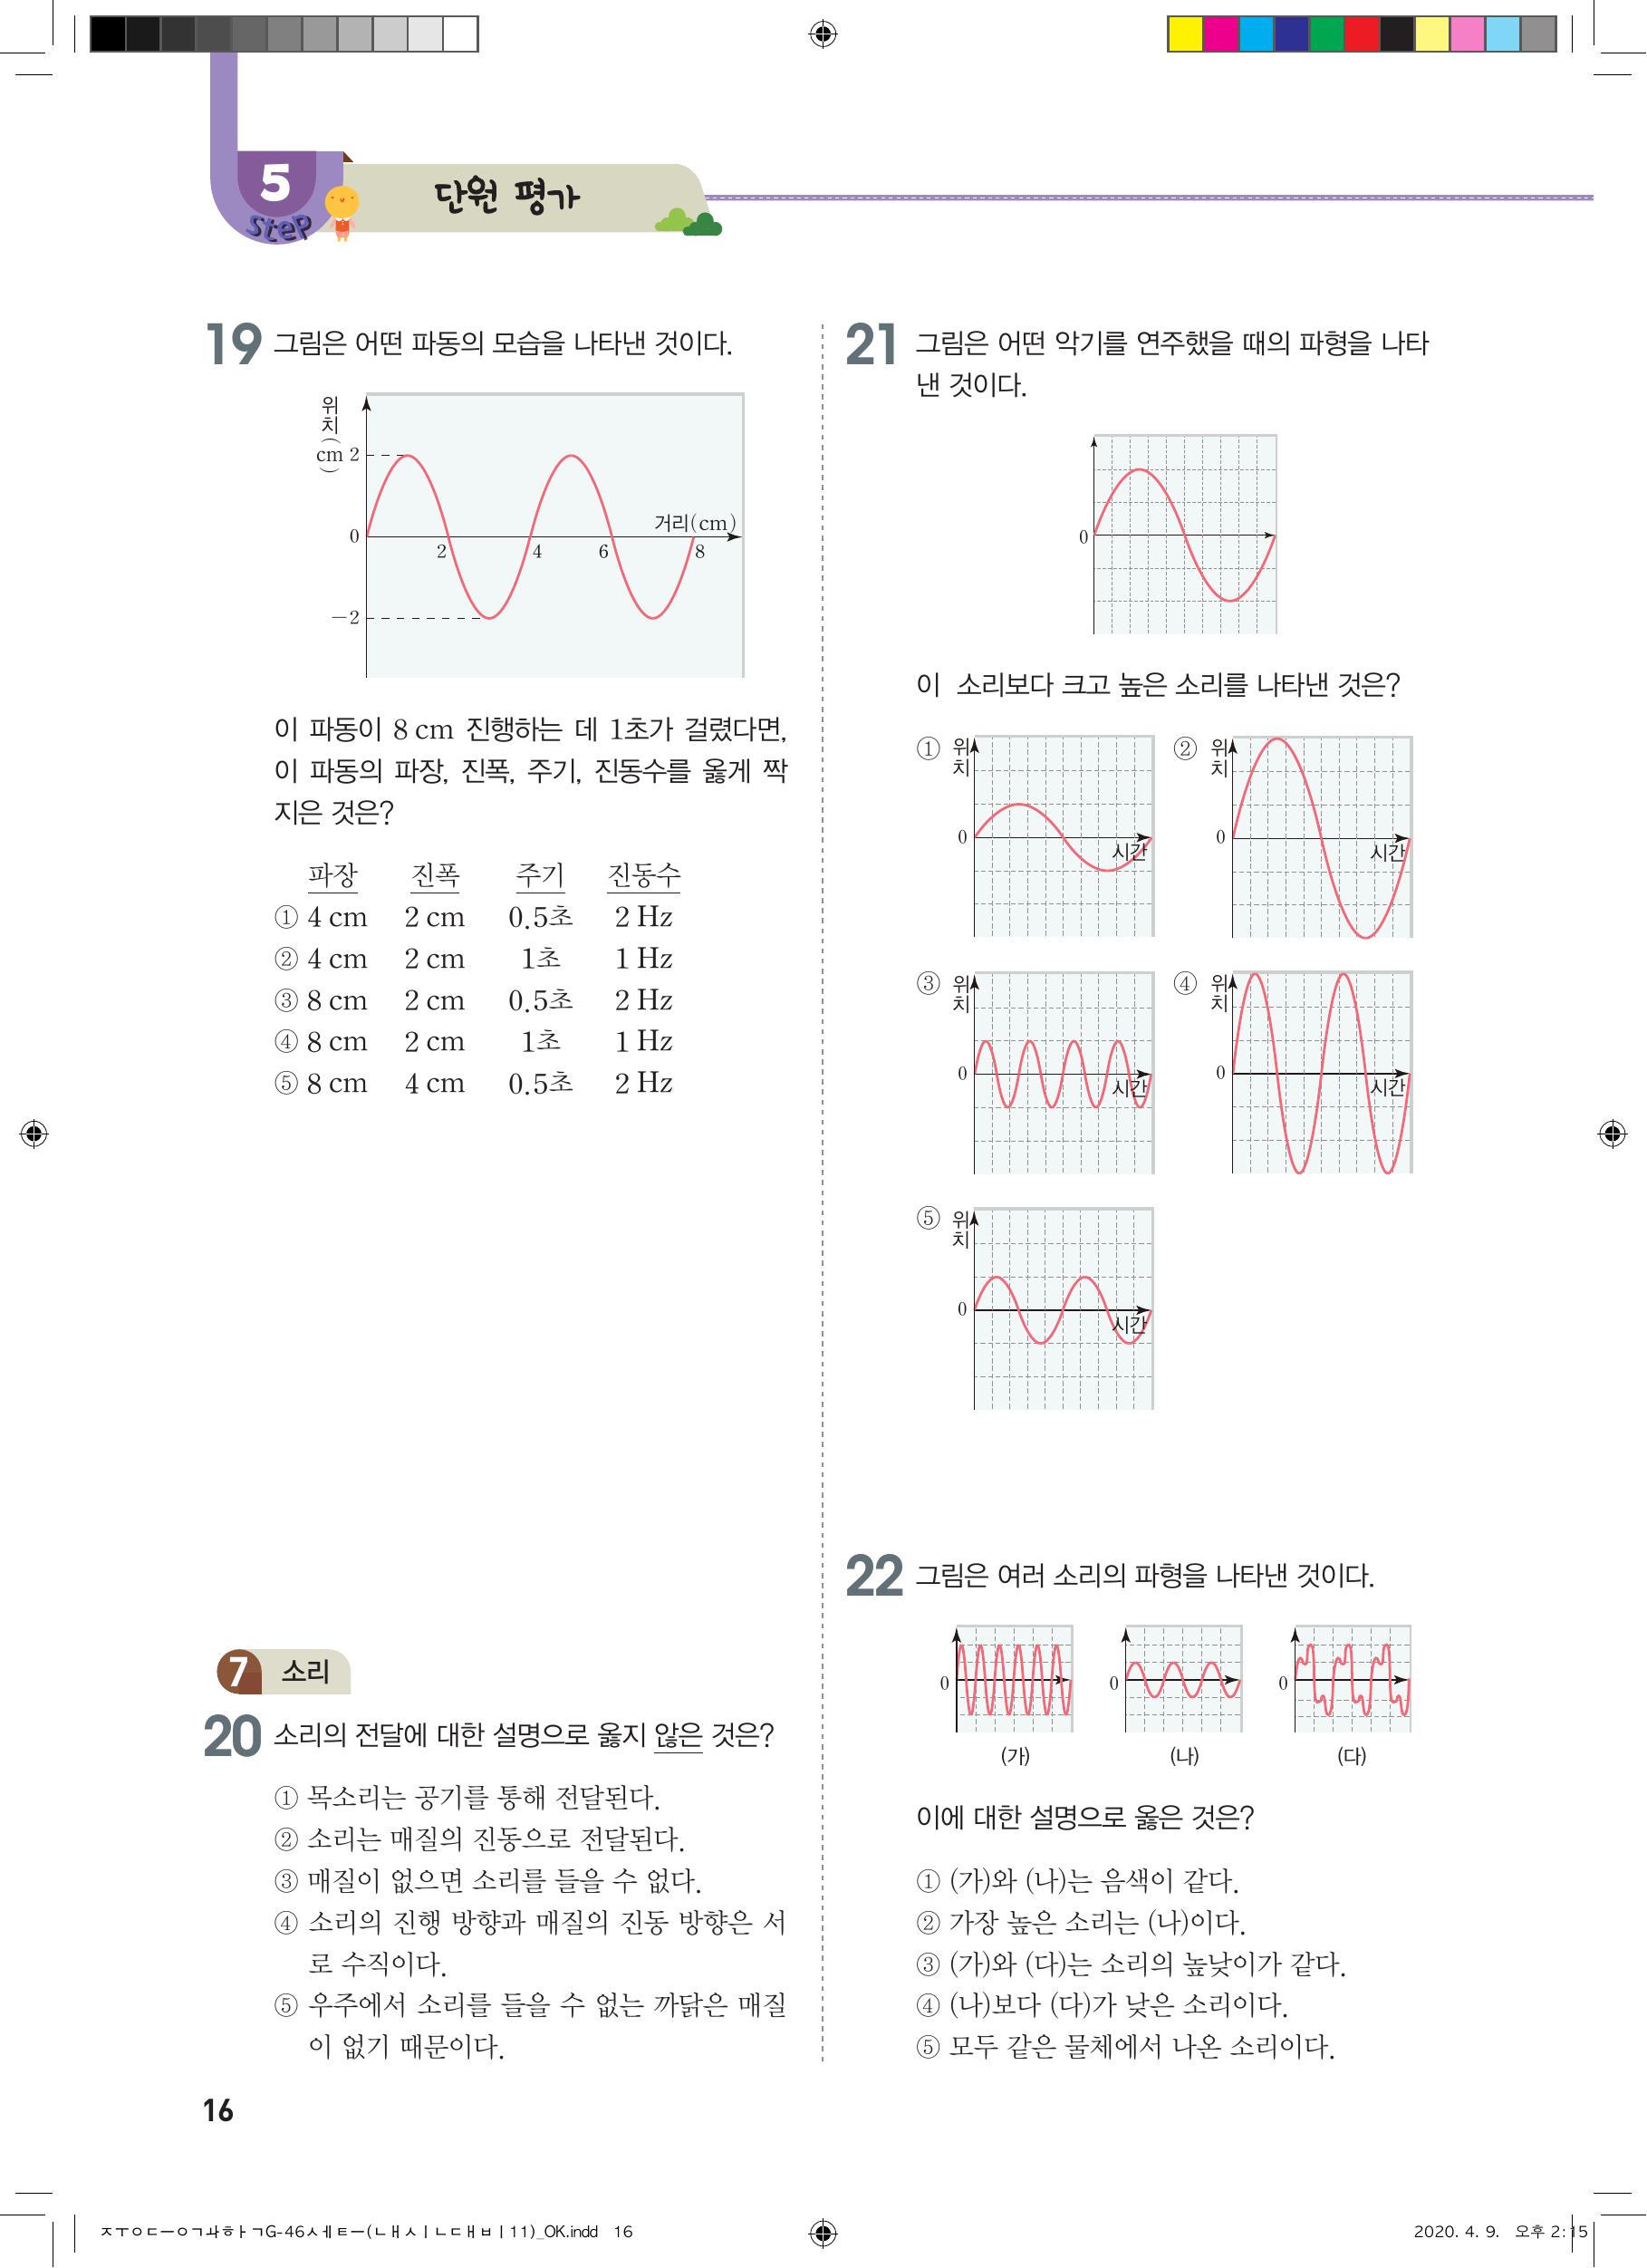 5
Step
단원 평가
19 그림은 어떤 파동의 모습을 나타낸 것이다.
위치(cm)
2
0
-2
2
4
6
8
거리(cm)
이 파동이 8 cm 진행하는 데 1초가 걸렸다면,
이 파동의 파장, 진폭, 주기, 진동수를 옳게 짝
지은 것은?
파장 진폭 주기 진동수
① 4 cm 2 cm 0.5초 2 Hz
② 4 cm 2 cm 1초 1 Hz
③ 8 cm 2 cm 0.5초 2 Hz
④ 8 cm 2 cm 1초 1 Hz
⑤ 8 cm 4 cm 0.5초 2 Hz
7 소리
20 소리의 전달에 대한 설명으로 옳지 않은 것은?
① 목소리는 공기를 통해 전달된다.
② 소리는 매질의 진동으로 전달된다.
③ 매질이 없으면 소리를 들을 수 없다.
④ 소리의 진행 방향과 매질의 진동 방향은 서
로 수직이다.
⑤ 우주에서 소리를 들을 수 없는 까닭은 매질
이 없기 때문이다.
21 그림은 어떤 악기를 연주했을 때의 파형을 나타
낸 것이다.
0
이 소리보다 크고 높은 소리를 나타낸 것은?
① 위치 0 시간
② 위치 0 시간
③ 위치 0 시간
④ 위치 0 시간
⑤ 위치 0 시간
22 그림은 여러 소리의 파형을 나타낸 것이다.
0 0 0
(가) (나) (다)
이에 대한 설명으로 옳은 것은?
① (가)와 (나)는 음색이 같다.
② 가장 높은 소리는 (나)이다.
③ (가)와 (다)는 소리의 높낮이가 같다.
④ (나)보다 (다)가 낮은 소리이다.
⑤ 모두 같은 물체에서 나온 소리이다.
16
ㅈㅜㅇㄷㅡㅇㄱㅘㅎㅏㄱG-46ㅅㅔㅌㅡ(ㄴㅐㅅㅣㄴㄷㅐㅂㅣ11)_OK.indd 16
2020. 4. 9. 오후 2:15